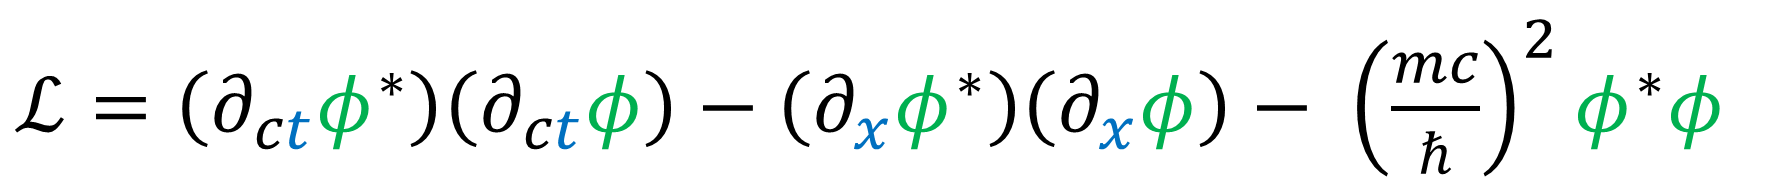 ℒ = (∂_{ct}ϕ*)(∂_{ct}ϕ) − (∂_xϕ*)(∂_xϕ) − (mc/ħ)² ϕ*ϕ